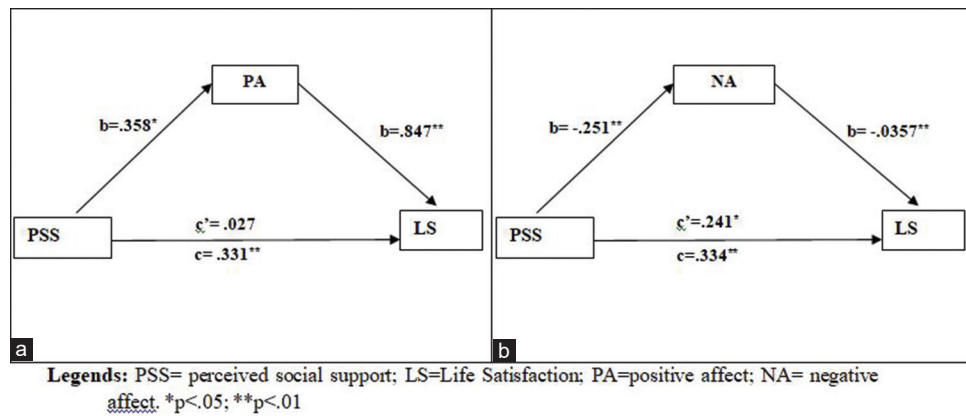 PA
b=.358*
b=.847**
PSS
LS
c'= .027
c= .331**
a
NA
b= -.251**
b= -.0357**
PSS
LS
c'=.241*
c=.334**
b
Legends: PSS= perceived social support; LS=Life Satisfaction; PA=positive affect; NA= negative
affect. *p<.05; **p<.01